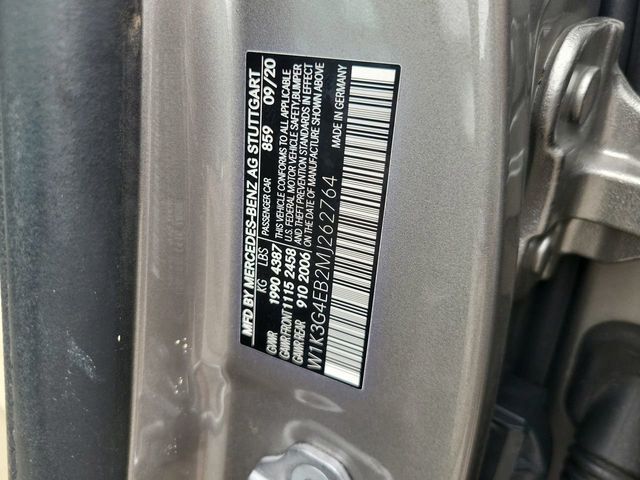 MFD BY MERCEDES-BENZ AG STUTTGART
KG LBS PASSENGER CAR 859 09/20
GVWR 1990 4387 THIS VEHICLE CONFORMS TO ALL APPLICABLE
GAWR FRONT 1115 2458 U.S. FEDERAL MOTOR VEHICLE SAFETY, BUMPER
GAWR REAR 910 2006 AND THEFT PREVENTION STANDARDS IN EFFECT
ON THE DATE OF MANUFACTURE SHOWN ABOVE
W1K3G4EB2MJ262764 MADE IN GERMANY